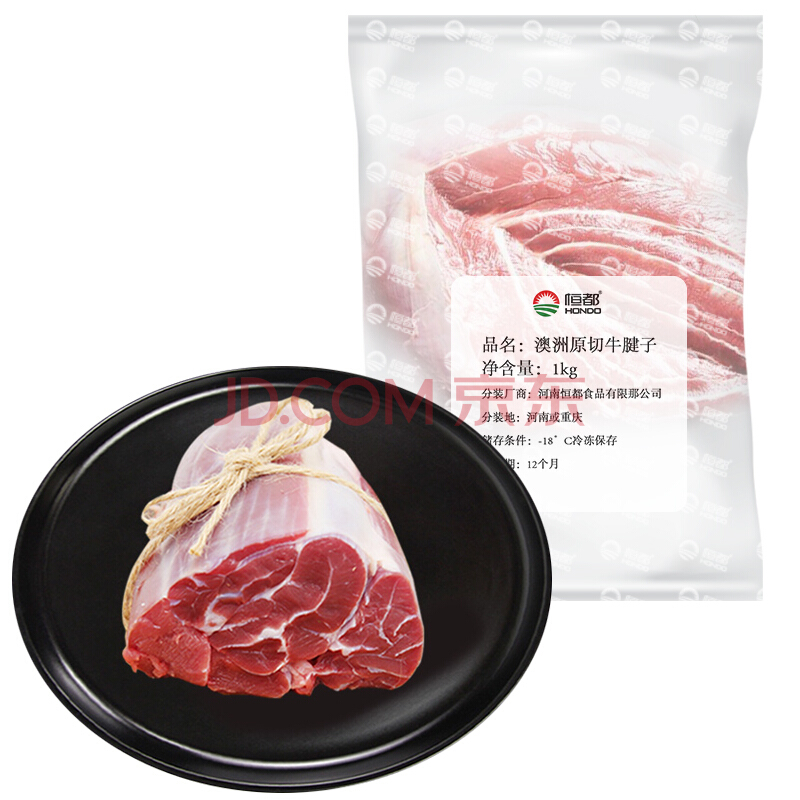 恒都®
HONDO
品名：澳洲原切牛腱子
净含量：1kg
分装厂商：河南恒都食品有限那公司
分装地：河南或重庆
储存条件：-18°C冷冻保存
期：12个月
JD.COM 京东